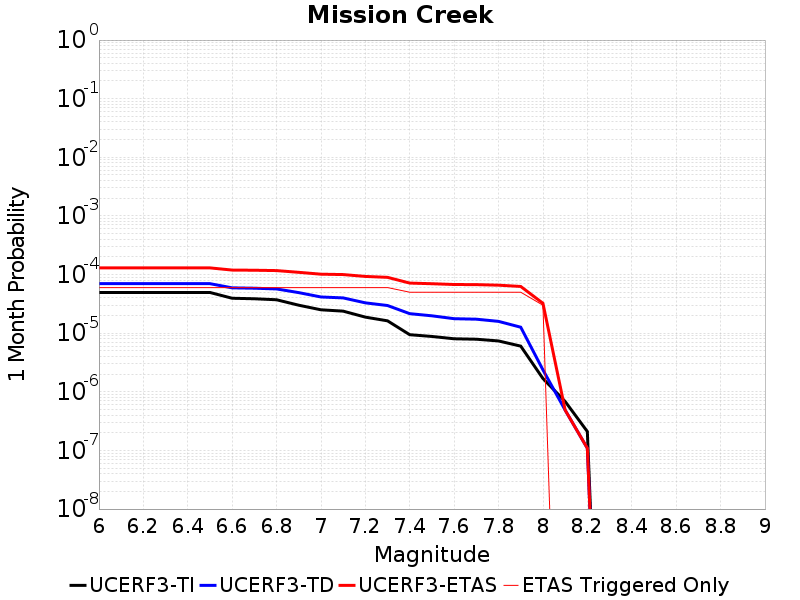 Mission Creek
1 Month Probability
10^0
10^-1
10^-2
10^-3
10^-4
10^-5
10^-6
10^-7
10^-8
6 6.2 6.4 6.6 6.8 7 7.2 7.4 7.6 7.8 8 8.2 8.4 8.6 8.8 9
Magnitude
UCERF3-TI UCERF3-TD UCERF3-ETAS ETAS Triggered Only